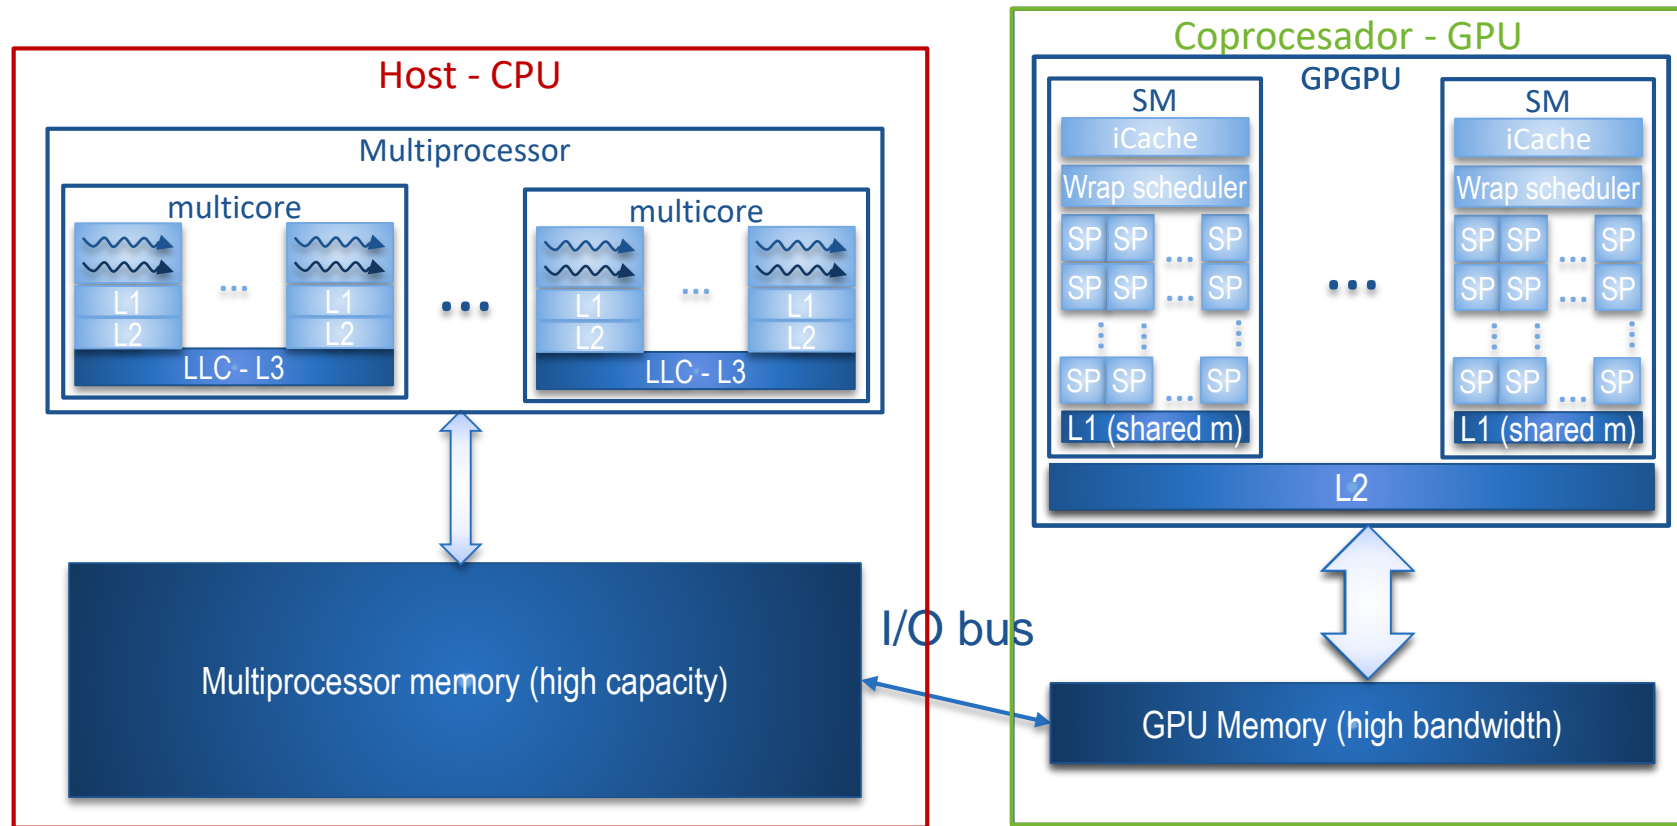 Host - CPU
Multiprocessor
multicore
L1
L2
...
L1
L2
LLC - L3
...
multicore
L1
L2
...
L1
L2
LLC - L3
Multiprocessor memory (high capacity)
I/O bus
Coprocesador - GPU
GPGPU
SM
iCache
Wrap scheduler
SP SP ... SP
SP SP ... SP
SP SP ... SP
L1 (shared m)
...
SM
iCache
Wrap scheduler
SP SP ... SP
SP SP ... SP
SP SP ... SP
L1 (shared m)
L2
GPU Memory (high bandwidth)